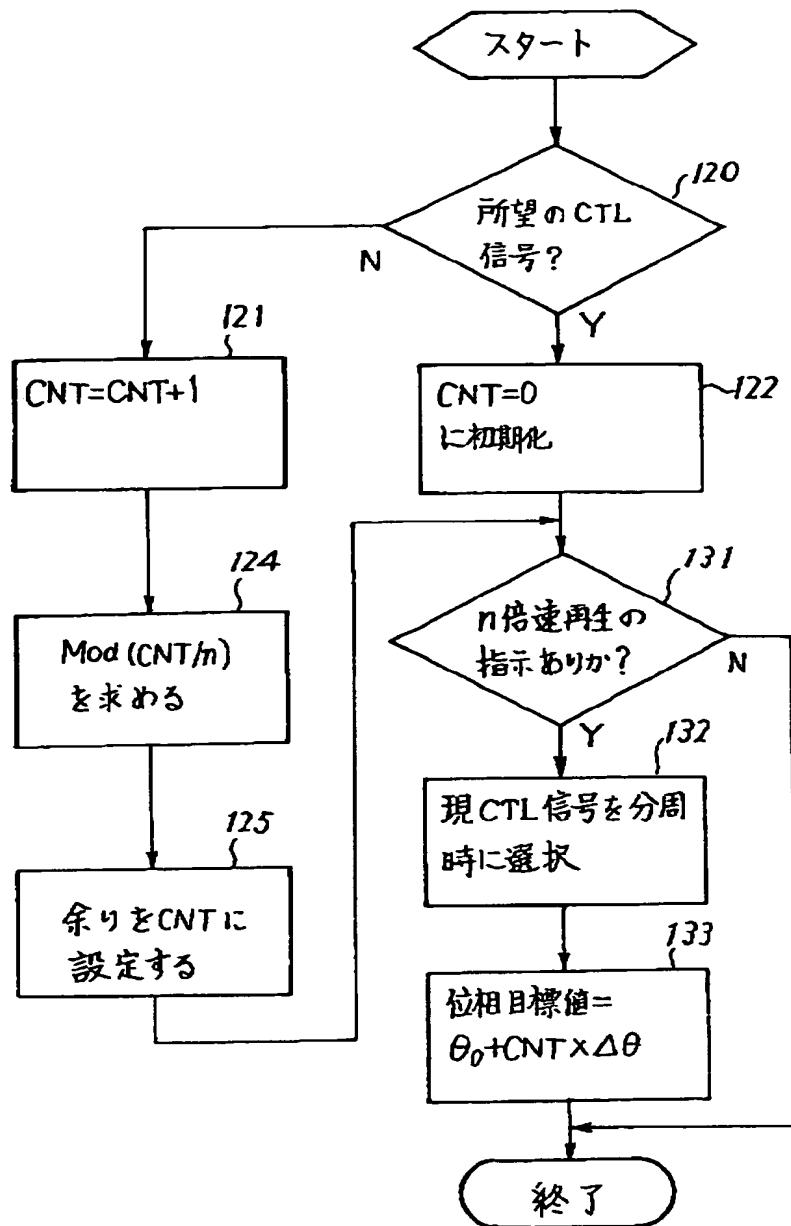 スタート
120
所望のCTL
信号?
N
Y
121
CNT=CNT+1
122
CNT=0
に初期化
124
Mod(CNT/n)
を求める
131
n倍速再生の
指示ありか?
N
Y
125
余りをCNTに
設定する
132
現CTL信号を分周
時に選択
133
位相目標値=
θ₀+CNT×Δθ
終了